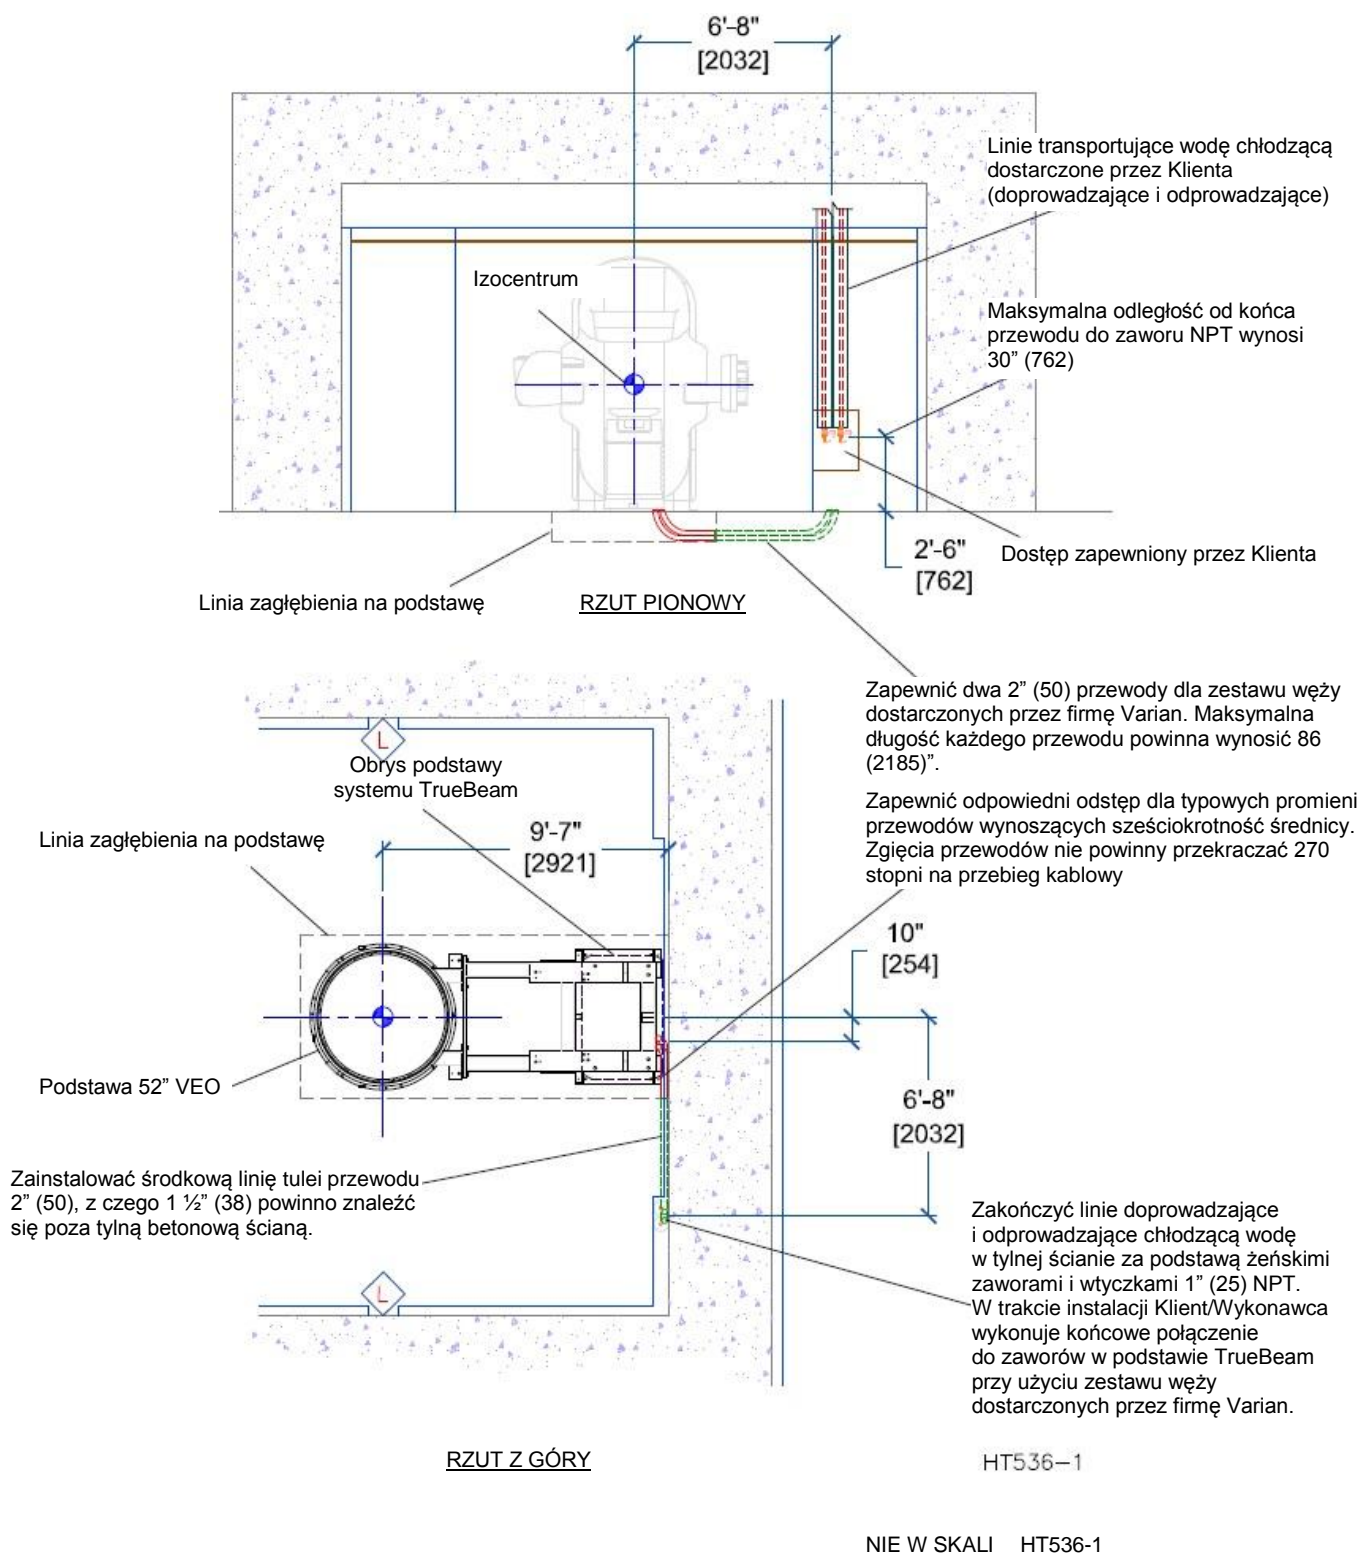 6'-8"
[2032]
Linie transportujące wodę chłodzącą
dostarczone przez Klienta
(doprowadzające i odprowadzające)
Izocentrum
Maksymalna odległość od końca
przewodu do zaworu NPT wynosi
30” (762)
2'-6"
[762]
Dostęp zapewniony przez Klienta
Linia zagłębienia na podstawę
RZUT PIONOWY
Zapewnić dwa 2” (50) przewody dla zestawu węży
dostarczonych przez firmę Varian. Maksymalna
długość każdego przewodu powinna wynosić 86
(2185)”.
L
Obrys podstawy
systemu TrueBeam
Zapewnić odpowiedni odstęp dla typowych promieni
przewodów wynoszących sześciokrotność średnicy.
Zgięcia przewodów nie powinny przekraczać 270
stopni na przebieg kablowy
Linia zagłębienia na podstawę
9'-7"
[2921]
10"
[254]
Podstawa 52” VEO
6'-8"
[2032]
Zainstalować środkową linię tulei przewodu
2” (50), z czego 1 ½” (38) powinno znaleźć
się poza tylną betonową ścianą.
L
Zakończyć linie doprowadzające
i odprowadzające chłodzącą wodę
w tylnej ścianie za podstawą żeńskimi
zaworami i wtyczkami 1” (25) NPT.
W trakcie instalacji Klient/Wykonawca
wykonuje końcowe połączenie
do zaworów w podstawie TrueBeam
przy użyciu zestawu węży
dostarczonych przez firmę Varian.
RZUT Z GÓRY
HT536-1
NIE W SKALI HT536-1